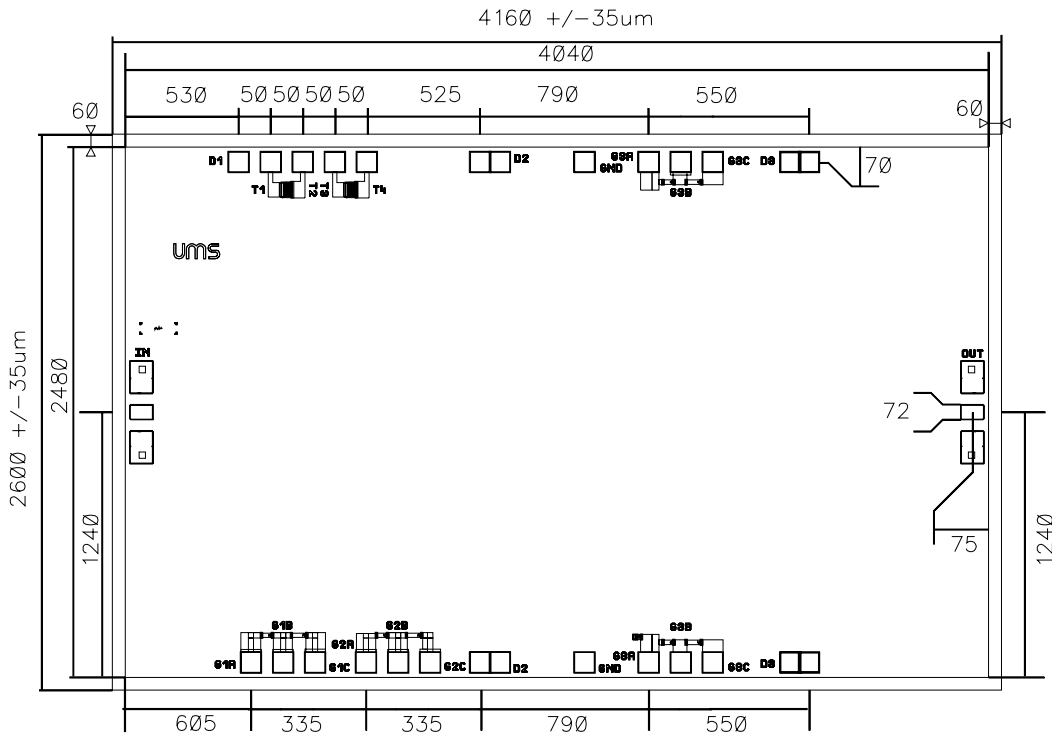 4160 +/-35um
4040
530 50 50 50 50 525 790 550
60 60
D1 D2 GND G3A G3C D3
T1 T2 T3 T4 G3B
70
ums
2600 +/-35um
2480
IN OUT
72
1240 1240
75
G1B G2B G3B
G2A
G1A G1C G2C D2 GND G3A G3C D3
605 335 335 790 550